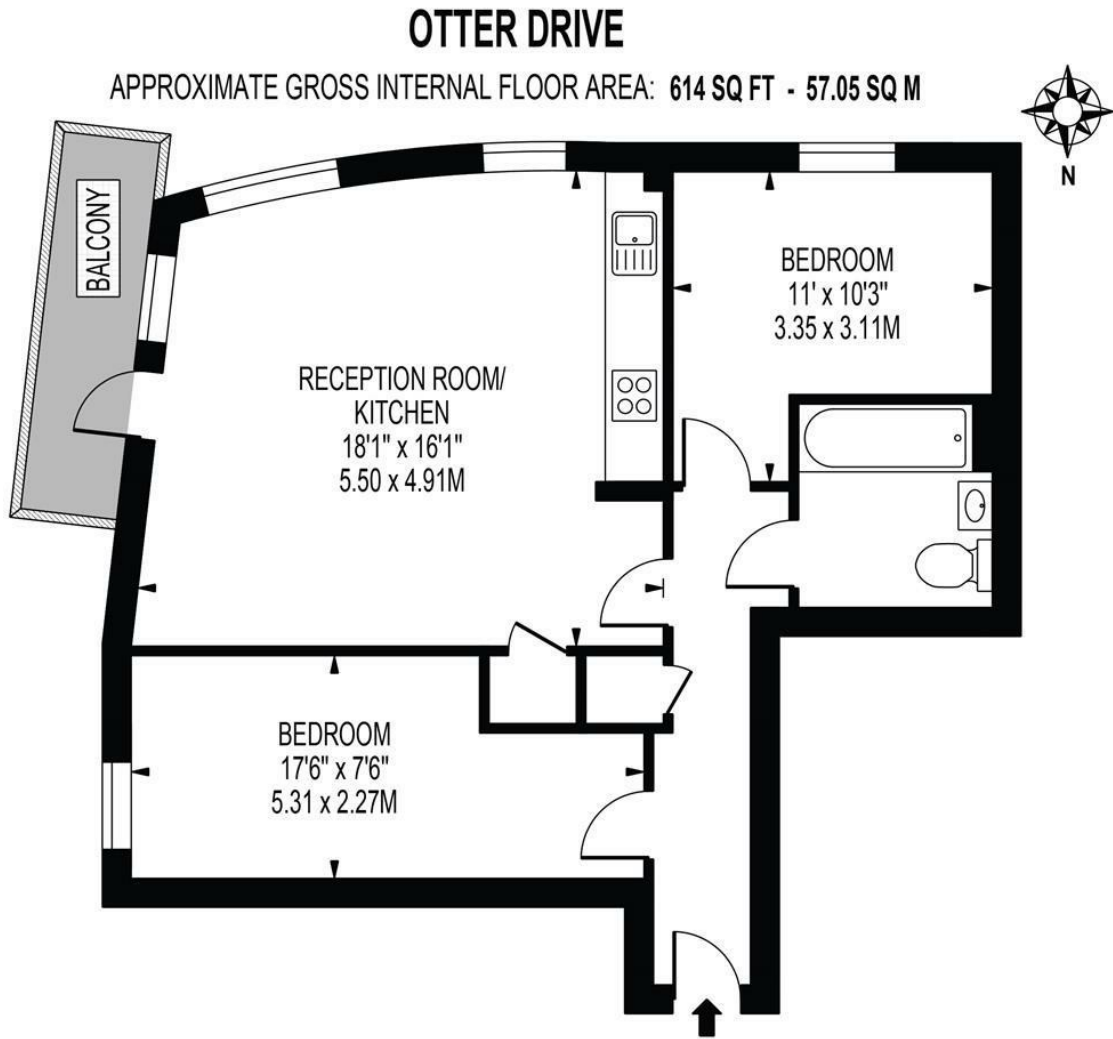 OTTER DRIVE
APPROXIMATE GROSS INTERNAL FLOOR AREA: 614 SQ FT - 57.05 SQ M
N
BALCONY
BEDROOM
11' x 10'3"
3.35 x 3.11M
RECEPTION ROOM/
KITCHEN
18'1" x 16'1"
5.50 x 4.91M
BEDROOM
17'6" x 7'6"
5.31 x 2.27M